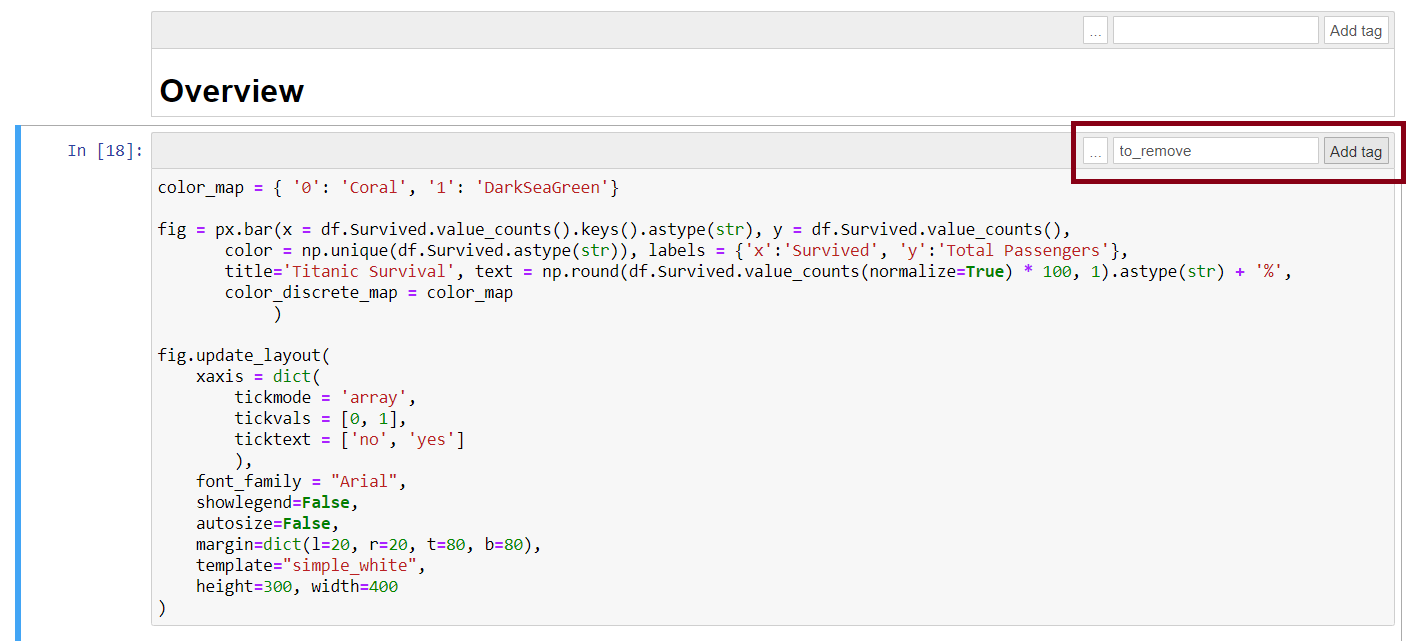 ... Add tag
Overview
In [18]: ... to_remove Add tag
color_map = { '0': 'Coral', '1': 'DarkSeaGreen'}
fig = px.bar(x = df.Survived.value_counts().keys().astype(str), y = df.Survived.value_counts(),
color = np.unique(df.Survived.astype(str)), labels = {'x':'Survived', 'y':'Total Passengers'},
title='Titanic Survival', text = np.round(df.Survived.value_counts(normalize=True) * 100, 1).astype(str) + '%',
color_discrete_map = color_map
)
fig.update_layout(
xaxis = dict(
tickmode = 'array',
tickvals = [0, 1],
ticktext = ['no', 'yes']
),
font_family = "Arial",
showlegend=False,
autosize=False,
margin=dict(l=20, r=20, t=80, b=80),
template="simple_white",
height=300, width=400
)